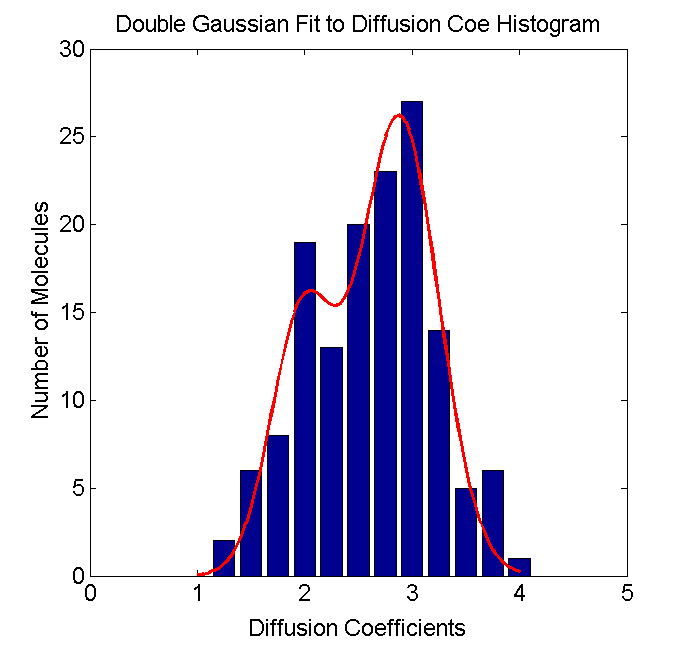 Double Gaussian Fit to Diffusion Coe Histogram
30
25
20
15
10
5
0
Number of Molecules
0 1 2 3 4 5
Diffusion Coefficients